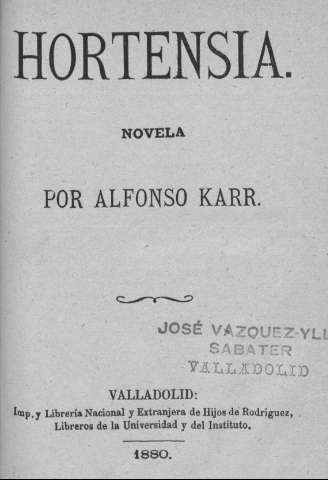 HORTENSIA.
NOVELA
POR ALFONSO KARR.
JOSÉ VAZQUEZ-YLL
SABATER
VALLADOLID
VALLADOLID:
Imp. y Librería Nacional y Extranjera de Hijos de Rodriguez,
Libreros de la Universidad y del Instituto.
1880.